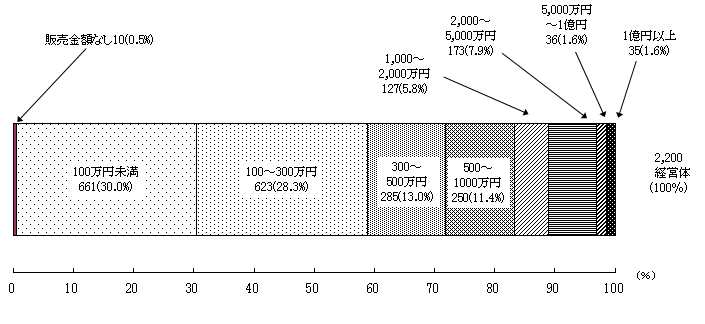 5,000万円
～1億円
36(1.6%)
2,000～
5,000万円
173(7.9%)
1億円以上
35(1.6%)
販売金額なし10(0.5%)
1,000～
2,000万円
127(5.8%)
100万円未満
661(30.0%)
100～300万円
623(28.3%)
300～
500万円
285(13.0%)
500～
1000万円
250(11.4%)
2,200
経営体
(100%)
0 10 20 30 40 50 60 70 80 90 100 (%)